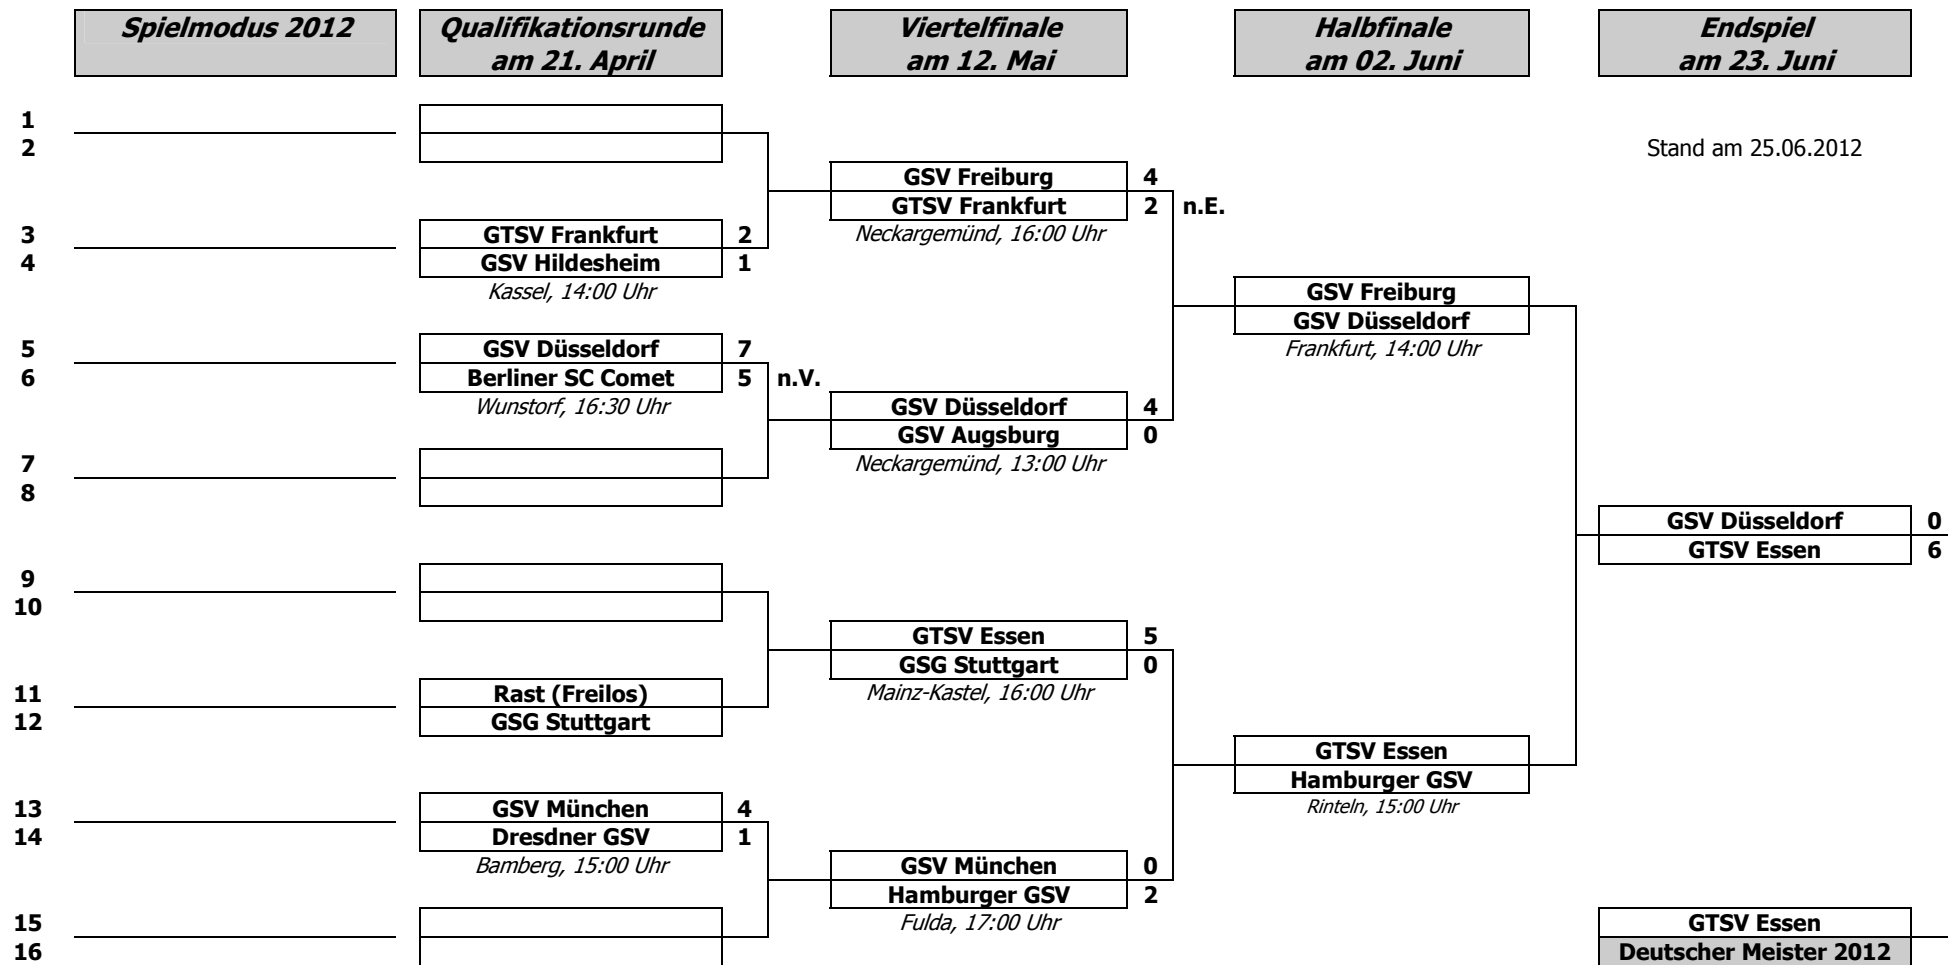 Spielmodus 2012
Qualifikationsrunde
am 21. April
Viertelfinale
am 12. Mai
Halbfinale
am 02. Juni
Endspiel
am 23. Juni
1
2
Stand am 25.06.2012
GSV Freiburg 4
GTSV Frankfurt 2 n.E.
Neckargemünd, 16:00 Uhr
3 GTSV Frankfurt 2
4 GSV Hildesheim 1
Kassel, 14:00 Uhr
GSV Freiburg
GSV Düsseldorf
Frankfurt, 14:00 Uhr
5 GSV Düsseldorf 7
6 Berliner SC Comet 5 n.V.
Wunstorf, 16:30 Uhr
GSV Düsseldorf 4
GSV Augsburg 0
Neckargemünd, 13:00 Uhr
7
8
GSV Düsseldorf 0
GTSV Essen 6
9
10
GTSV Essen 5
GSG Stuttgart 0
Mainz-Kastel, 16:00 Uhr
11 Rast (Freilos)
12 GSG Stuttgart
GTSV Essen
Hamburger GSV
Rinteln, 15:00 Uhr
13 GSV München 4
14 Dresdner GSV 1
Bamberg, 15:00 Uhr
GSV München 0
Hamburger GSV 2
Fulda, 17:00 Uhr
15
16
GTSV Essen
Deutscher Meister 2012